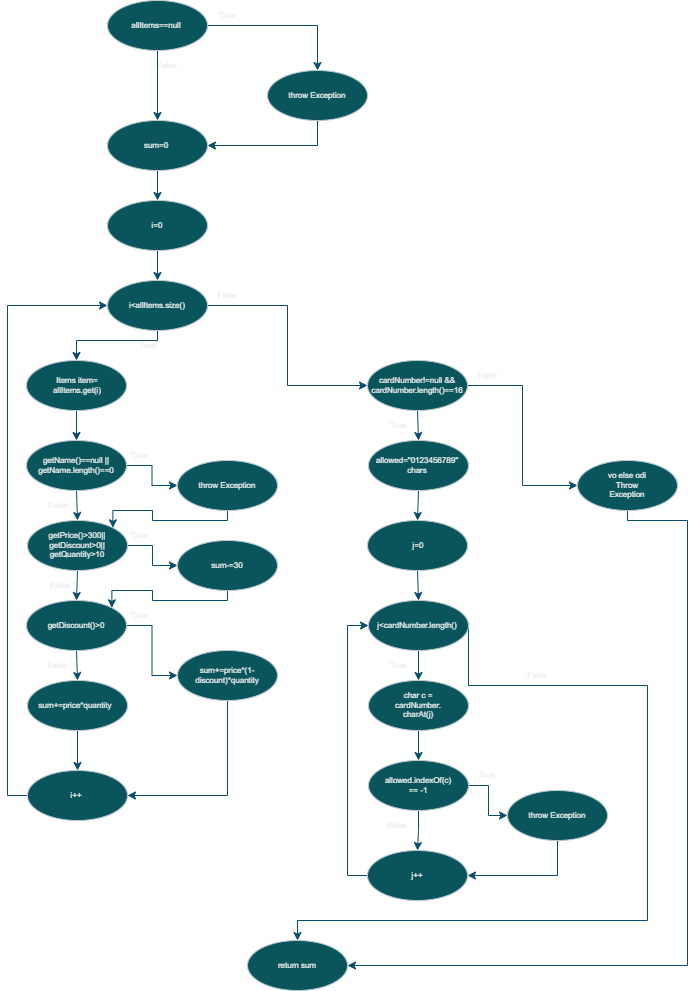 allItems==null
True
False
throw Exception
sum=0
i=0
i<allItems.size()
False
True
Items item=
allItems.get(i)
cardNumber!=null &&
cardNumber.length()==16
False
True
getName()==null ||
getName.length()==0
True
False
throw Exception
allowed="0123456789"
chars
vo else odi
Throw
Exception
getPrice()>300||
getDiscount>0||
getQuantity>10
True
False
sum-=30
j=0
getDiscount()>0
True
False
j<cardNumber.length()
True
False
sum+=price*(1-
discount)*quantity
sum+=price*quantity
char c =
cardNumber.
charAt(j)
i++
allowed.indexOf(c)
== -1
True
False
throw Exception
j++
return sum